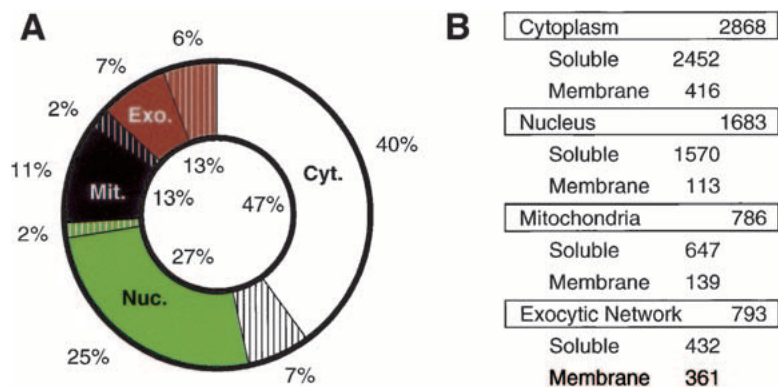 A
6%
7%
2%
11%
2%
25%
7%
40%
Exo.
Mit.
Nuc.
Cyt.
13%
13%
27%
47%
B
Cytoplasm 2868
Soluble 2452
Membrane 416
Nucleus 1683
Soluble 1570
Membrane 113
Mitochondria 786
Soluble 647
Membrane 139
Exocytic Network 793
Soluble 432
Membrane 361